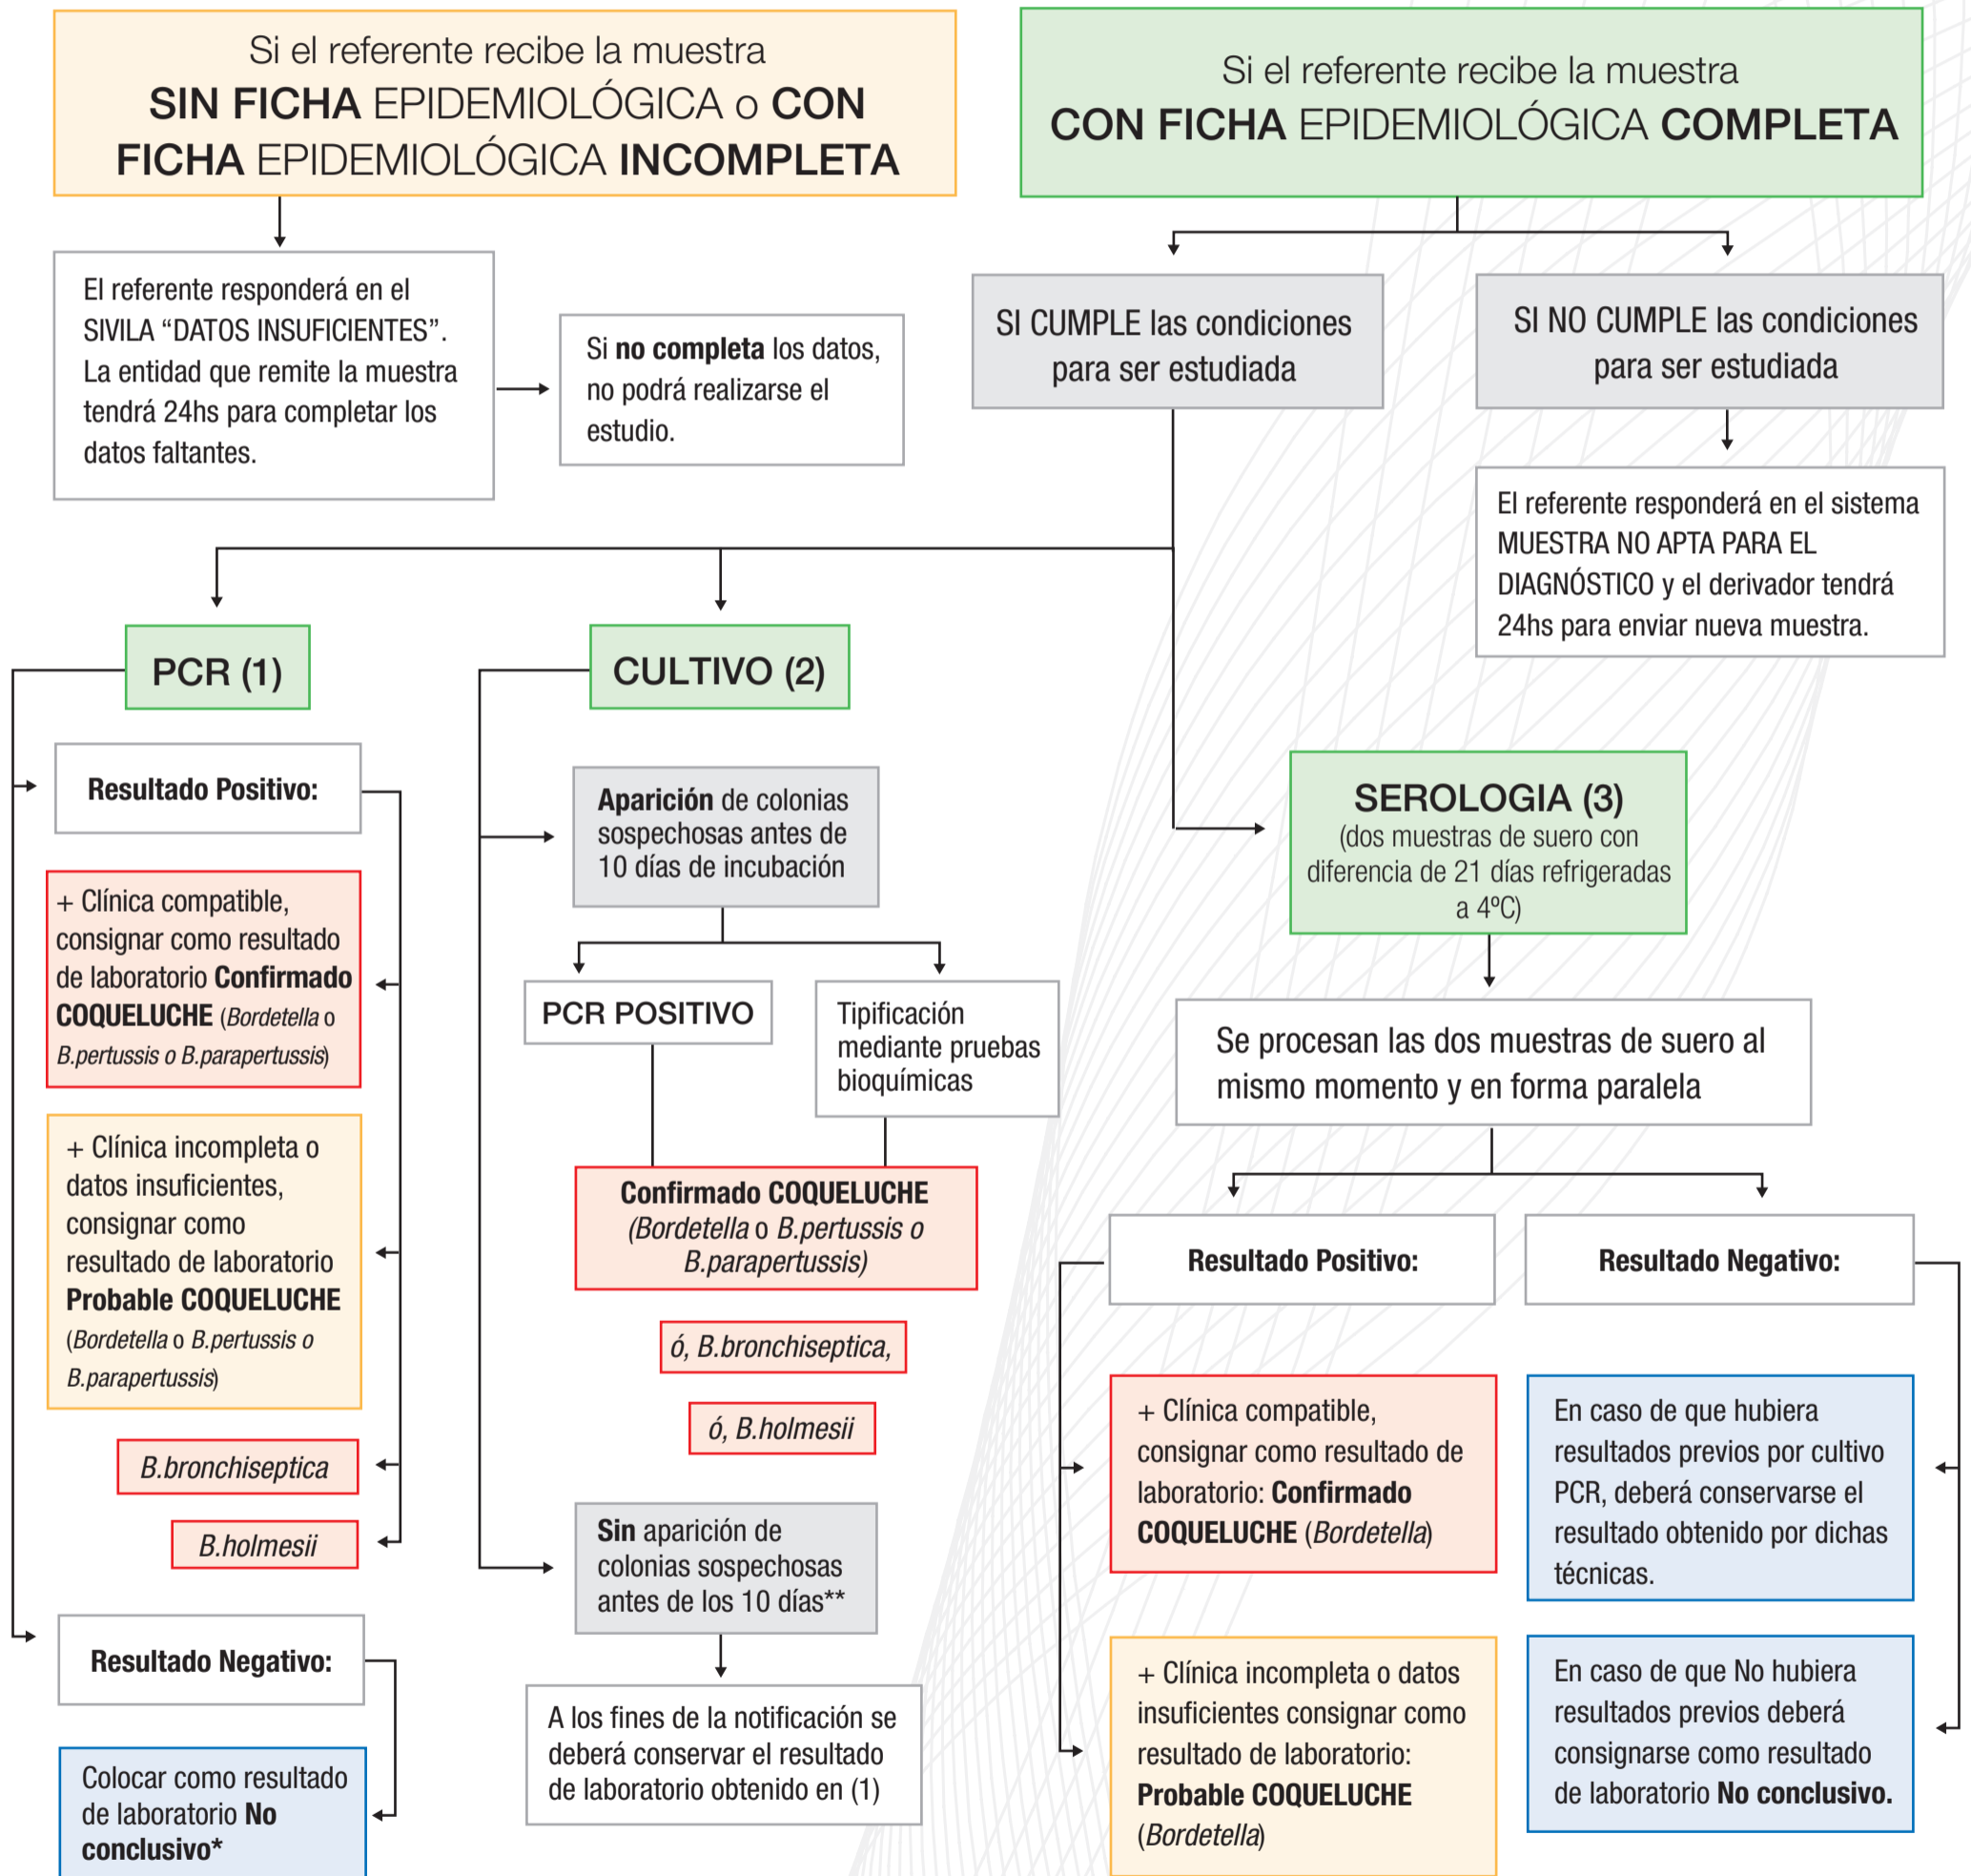 Si el referente recibe la muestra
SIN FICHA EPIDEMIOLÓGICA o CON
FICHA EPIDEMIOLÓGICA INCOMPLETA
Si el referente recibe la muestra
CON FICHA EPIDEMIOLÓGICA COMPLETA
El referente responderá en el
SIVILA “DATOS INSUFICIENTES”.
La entidad que remite la muestra
tendrá 24hs para completar los
datos faltantes.
Si no completa los datos,
no podrá realizarse el
estudio.
SI CUMPLE las condiciones
para ser estudiada
SI NO CUMPLE las condiciones
para ser estudiada
El referente responderá en el sistema
MUESTRA NO APTA PARA EL
DIAGNÓSTICO y el derivador tendrá
24hs para enviar nueva muestra.
PCR (1)
Resultado Positivo:
+ Clínica compatible,
consignar como resultado
de laboratorio Confirmado
COQUELUCHE (Bordetella o
B.pertussis o B.parapertussis)
+ Clínica incompleta o
datos insuficientes,
consignar como
resultado de laboratorio
Probable COQUELUCHE
(Bordetella o B.pertussis o
B.parapertussis)
B.bronchiseptica
B.holmesii
Resultado Negativo:
Colocar como resultado
de laboratorio No
conclusivo*
CULTIVO (2)
Aparición de colonias
sospechosas antes de
10 días de incubación
PCR POSITIVO
Tipificación
mediante pruebas
bioquímicas
Confirmado COQUELUCHE
(Bordetella o B.pertussis o
B.parapertussis)
ó, B.bronchiseptica,
ó, B.holmesii
Sin aparición de
colonias sospechosas
antes de los 10 días**
A los fines de la notificación se
deberá conservar el resultado
de laboratorio obtenido en (1)
SEROLOGIA (3)
(dos muestras de suero con
diferencia de 21 días refrigeradas
a 4ºC)
Se procesan las dos muestras de suero al
mismo momento y en forma paralela
Resultado Positivo:
+ Clínica compatible,
consignar como resultado de
laboratorio: Confirmado
COQUELUCHE (Bordetella)
+ Clínica incompleta o datos
insuficientes consignar como
resultado de laboratorio:
Probable COQUELUCHE
(Bordetella)
Resultado Negativo:
En caso de que hubiera
resultados previos por cultivo
PCR, deberá conservarse el
resultado obtenido por dichas
técnicas.
En caso de que No hubiera
resultados previos deberá
consignarse como resultado
de laboratorio No conclusivo.